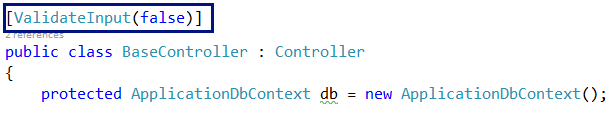 [ValidateInput(false)]
2 references
public class BaseController : Controller
{
protected ApplicationDbContext db = new ApplicationDbContext();